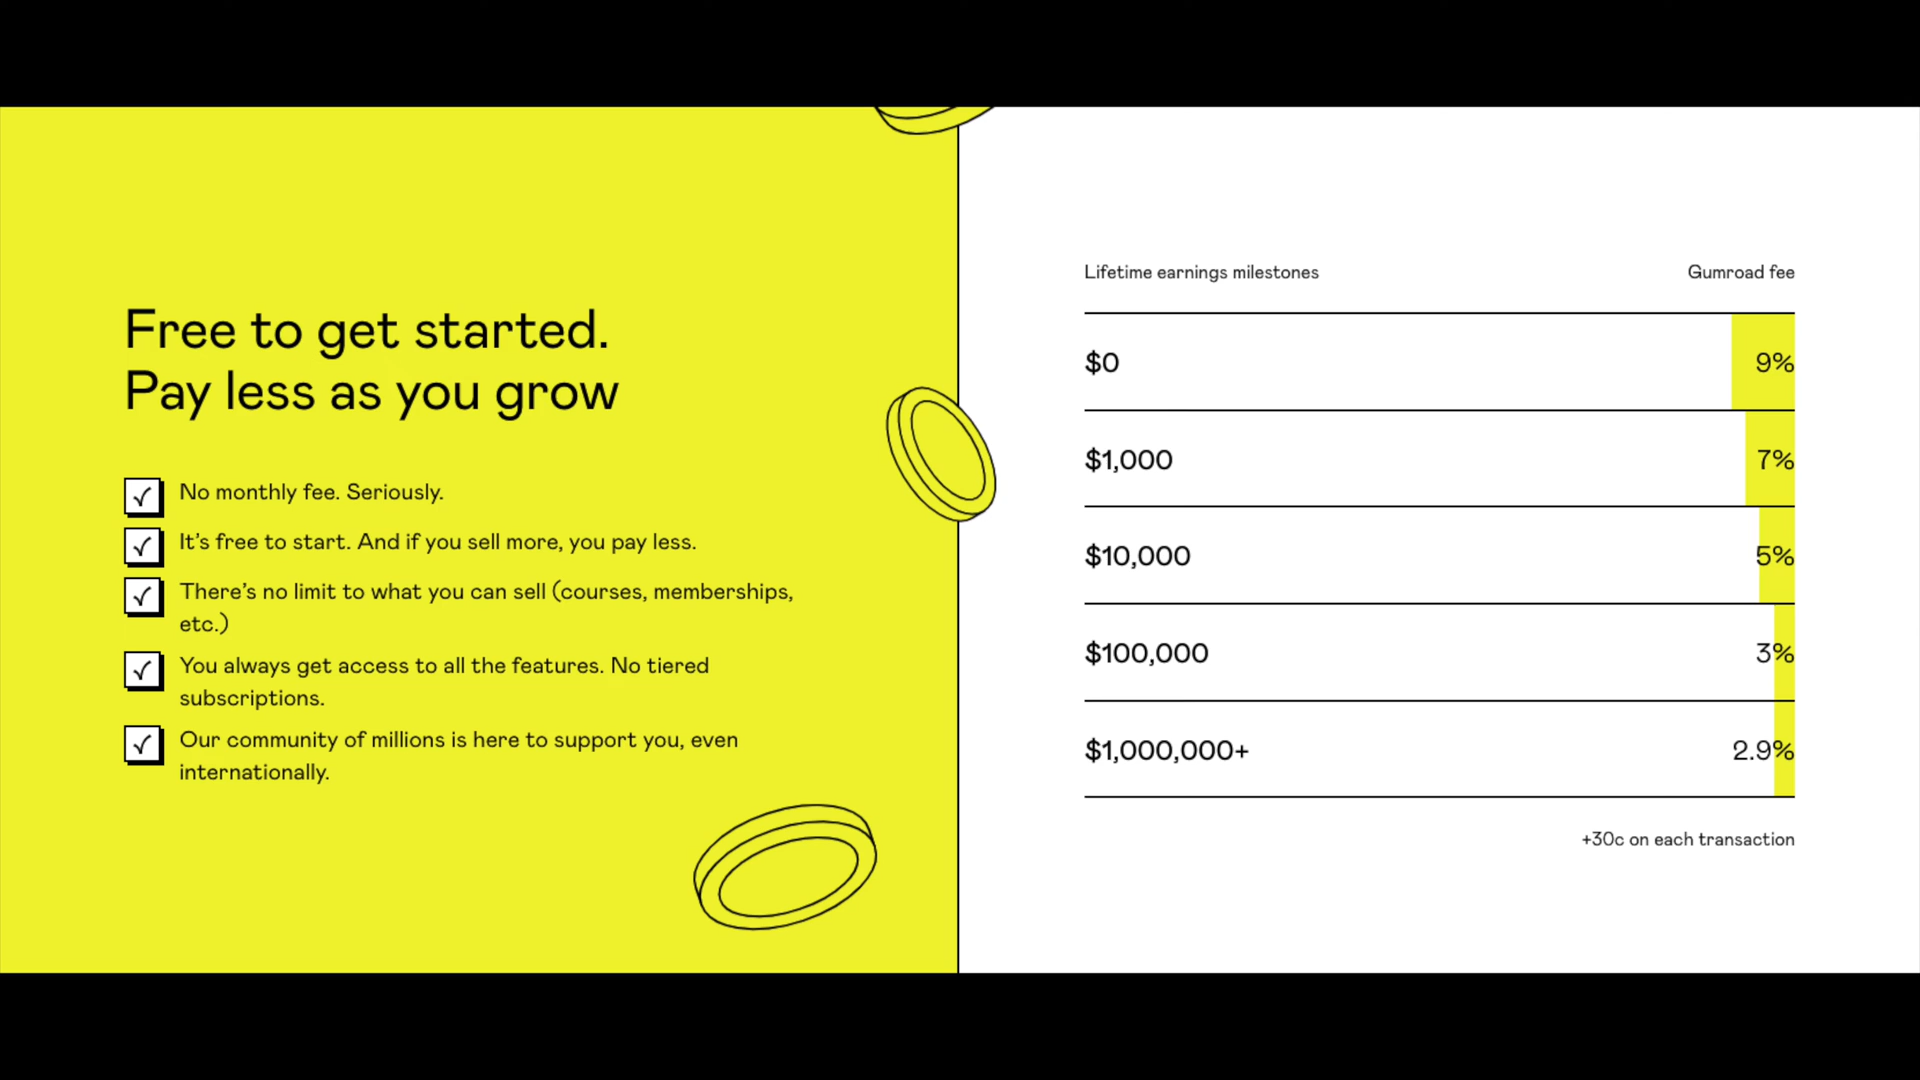 Free to get started.
Pay less as you grow
No monthly fee. Seriously.
It’s free to start. And if you sell more, you pay less.
There’s no limit to what you can sell (courses, memberships,
etc.)
You always get access to all the features. No tiered
subscriptions.
Our community of millions is here to support you, even
internationally.
Lifetime earnings milestones Gumroad fee
$0 9%
$1,000 7%
$10,000 5%
$100,000 3%
$1,000,000+ 2.9%
+30c on each transaction